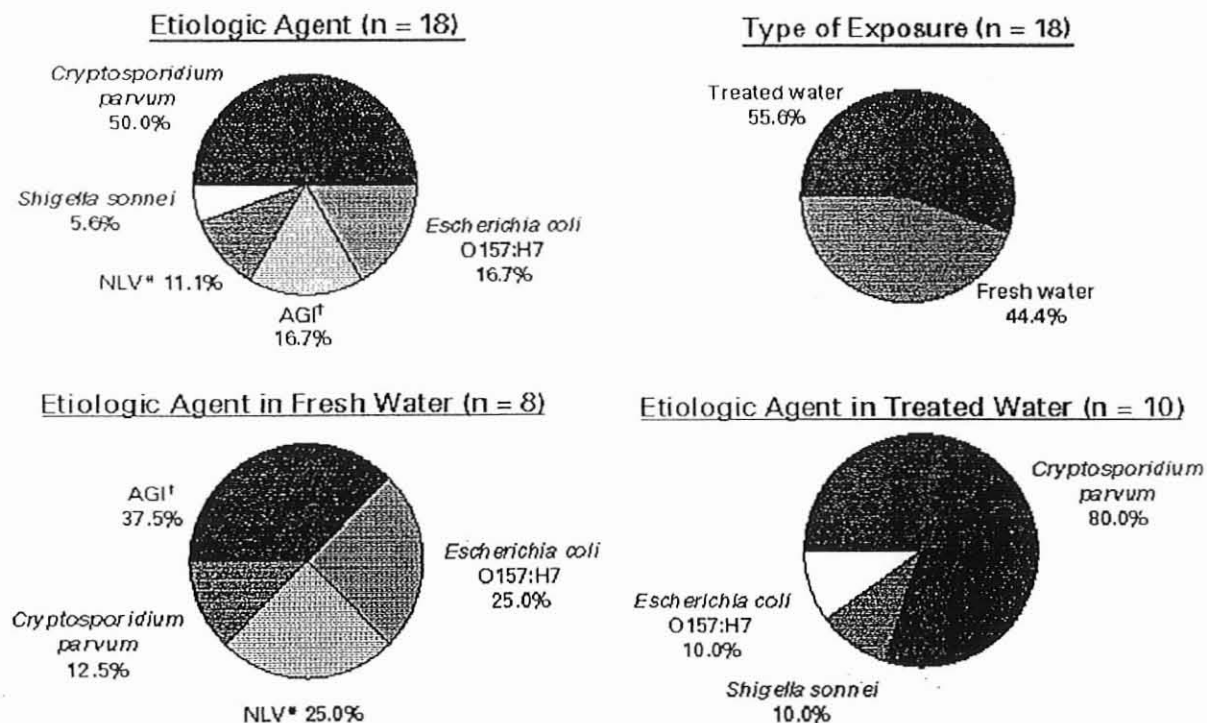 Etiologic Agent (n = 18)
Cryptosporidium
parvum
50.0%
Shigella sonnei
5.6%
NLV* 11.1%
AGI†
16.7%
Escherichia coli
O157:H7
16.7%
Type of Exposure (n = 18)
Treated water
55.6%
Fresh water
44.4%
Etiologic Agent in Fresh Water (n = 8)
AGI†
37.5%
Escherichia coli
O157:H7
25.0%
Cryptosporidium
parvum
12.5%
NLV* 25.0%
Etiologic Agent in Treated Water (n = 10)
Cryptosporidium
parvum
80.0%
Escherichia coli
O157:H7
10.0%
Shigella sonnei
10.0%